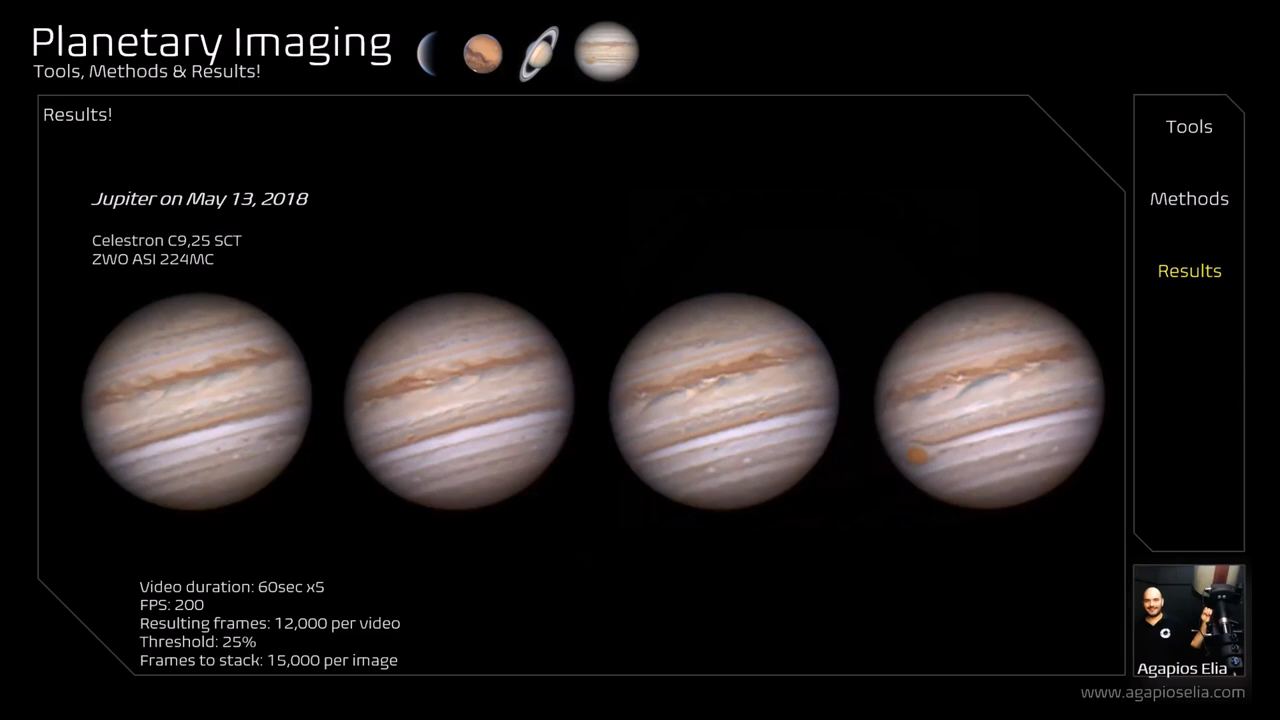 Planetary Imaging
Tools, Methods & Results!
Results!
Jupiter on May 13, 2018
Celestron C9,25 SCT
ZWO ASI 224MC
Video duration: 60sec x5
FPS: 200
Resulting frames: 12,000 per video
Threshold: 25%
Frames to stack: 15,000 per image
Tools
Methods
Results
Agapios Elia
www.agapioselia.com